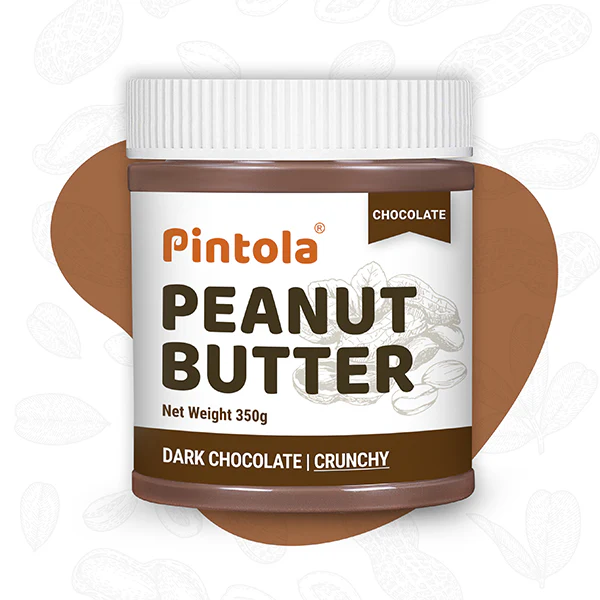 CHOCOLATE
Pintola®
PEANUT
BUTTER
Net Weight 350g
DARK CHOCOLATE | CRUNCHY